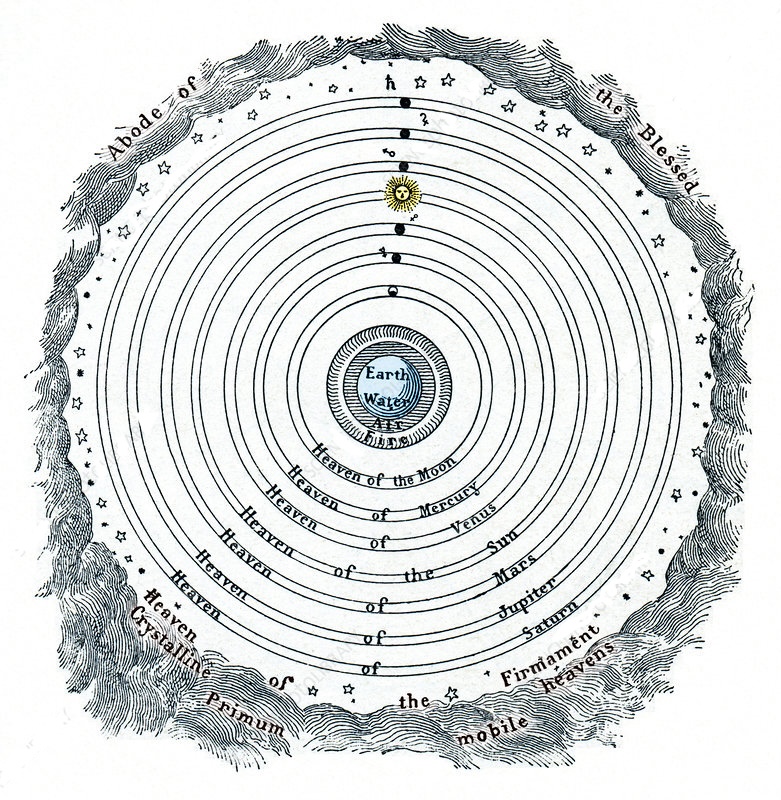 Abode of the Blessed
Earth
Water
Air
Fire
Heaven of the Moon
Heaven of Mercury
Heaven of Venus
Heaven of the Sun
Heaven of Mars
Heaven of Jupiter
Heaven of Saturn
Heaven of the Firmament
Crystalline heavens
Primum mobile